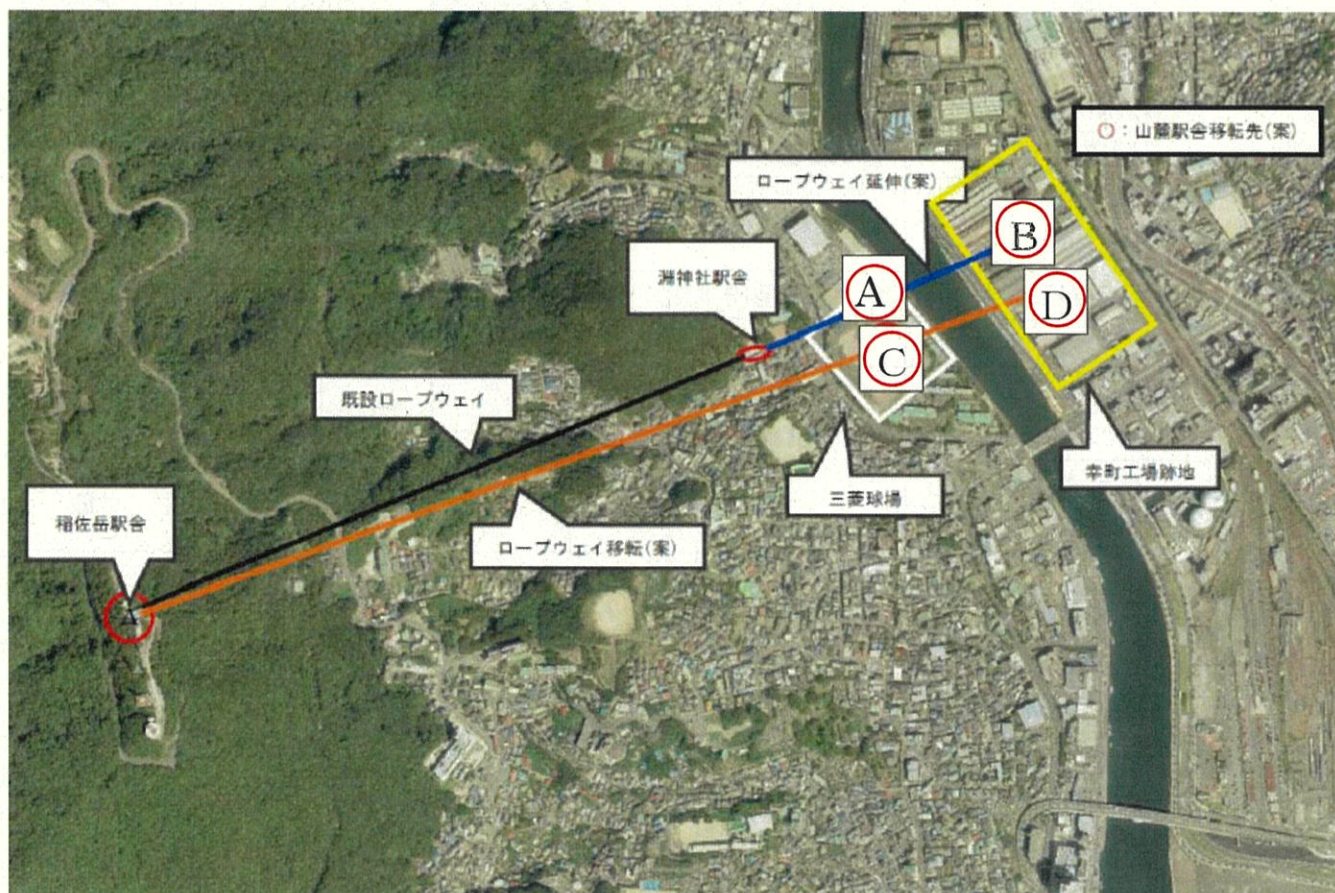 ○：山麓駅舎移転先(案)
ロープウェイ延伸(案)
淵神社駅舎
B
A
D
C
既設ロープウェイ
幸町工場跡地
三菱球場
稲佐岳駅舎
ロープウェイ移転(案)